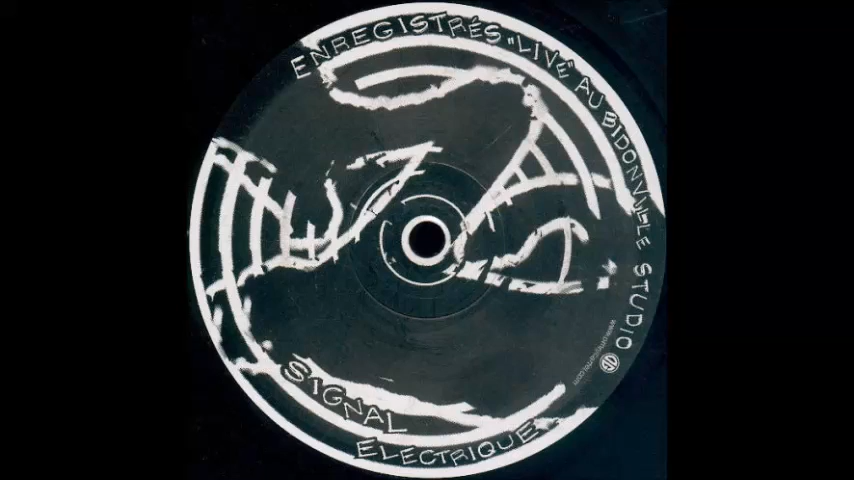 ENREGISTRÉS "LIVE" AU BIDONVILLE STUDIO
SIGNAL
ELECTRIQUE